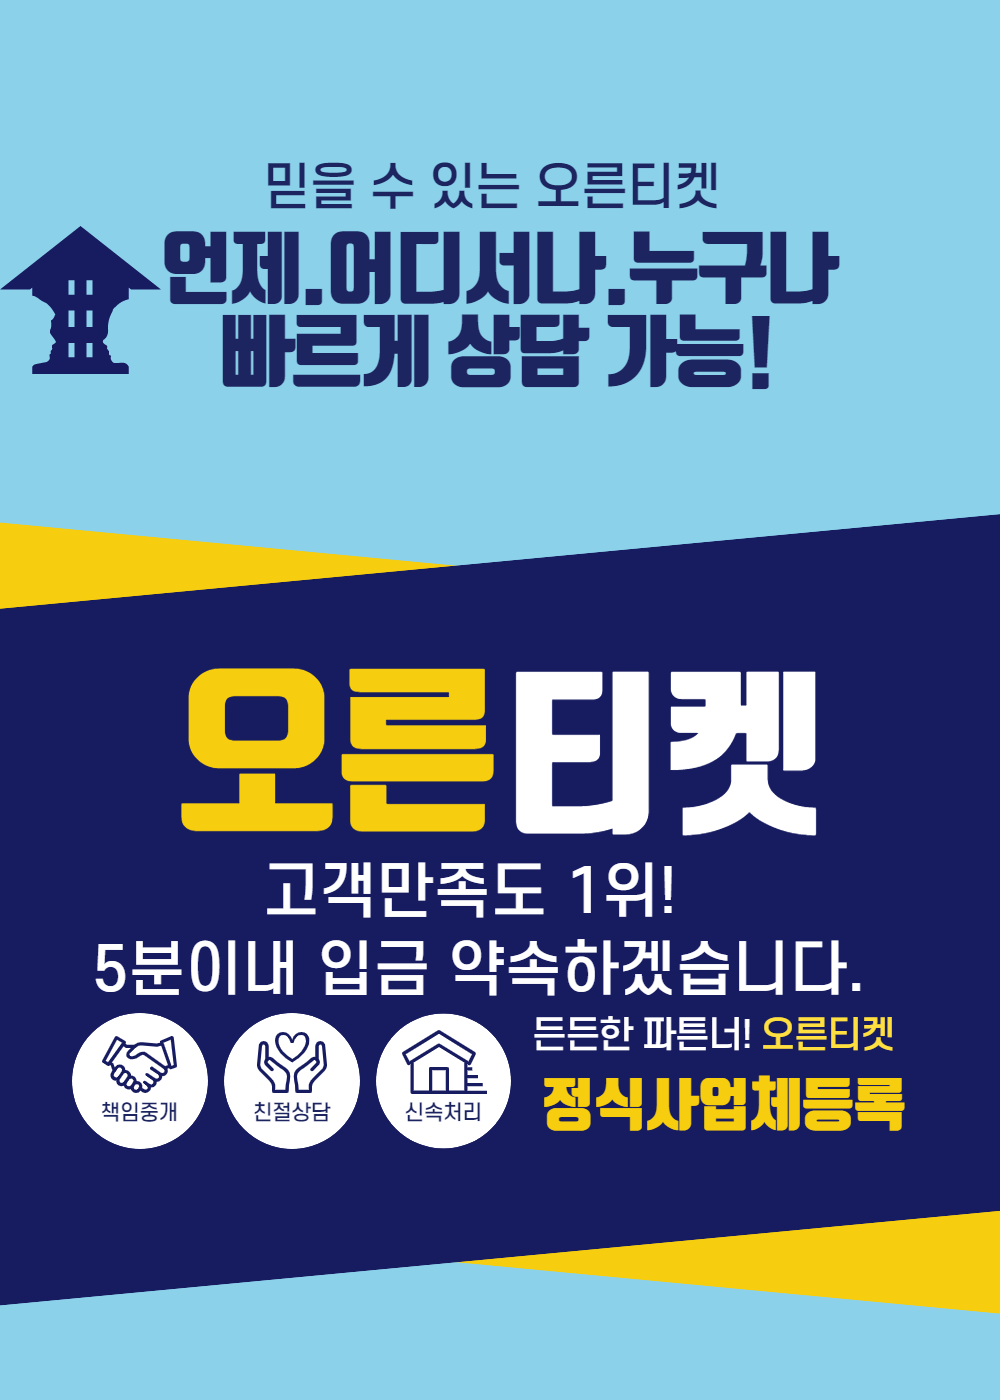 믿을 수 있는 오른티켓
언제.어디서나.누구나
빠르게 상담 가능!
오른티켓
고객만족도 1위!
5분이내 입금 약속하겠습니다.
든든한 파트너! 오른티켓
정식사업체등록
책임중개
친절상담
신속처리